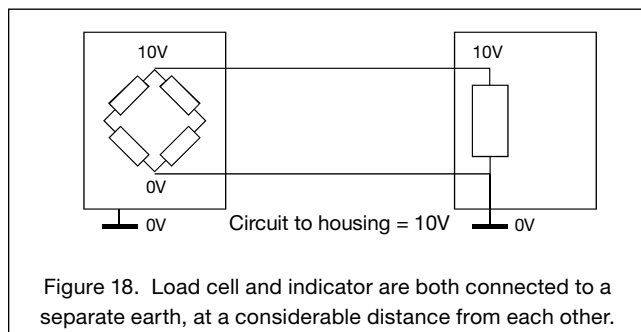 10V 10V
0V
0V Circuit to housing = 10V 0V
Figure 18. Load cell and indicator are both connected to a
separate earth, at a considerable distance from each other.